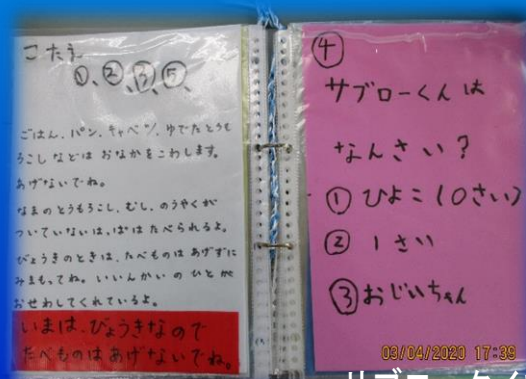 こたえ
①、②、③、⑤、
ごはん、パン、キャベツ、ゆでたとうも
ろこしなどは おなかをこわします。
あげないでね。
なまのとうもろこし、むし、のうやくが
ついていないは、ぱはたべられるよ。
びょうきのときは、たべものはあげずに
みまもってね。いいんかいのひとが
おせわしてくれているよ。
いまは、びょうきなので
たべものはあげないでね。
④
サブローくんは
なんさい？
① ひよこ(0さい)
② 1さい
③ おじいちゃん
03/04/2020 17:39